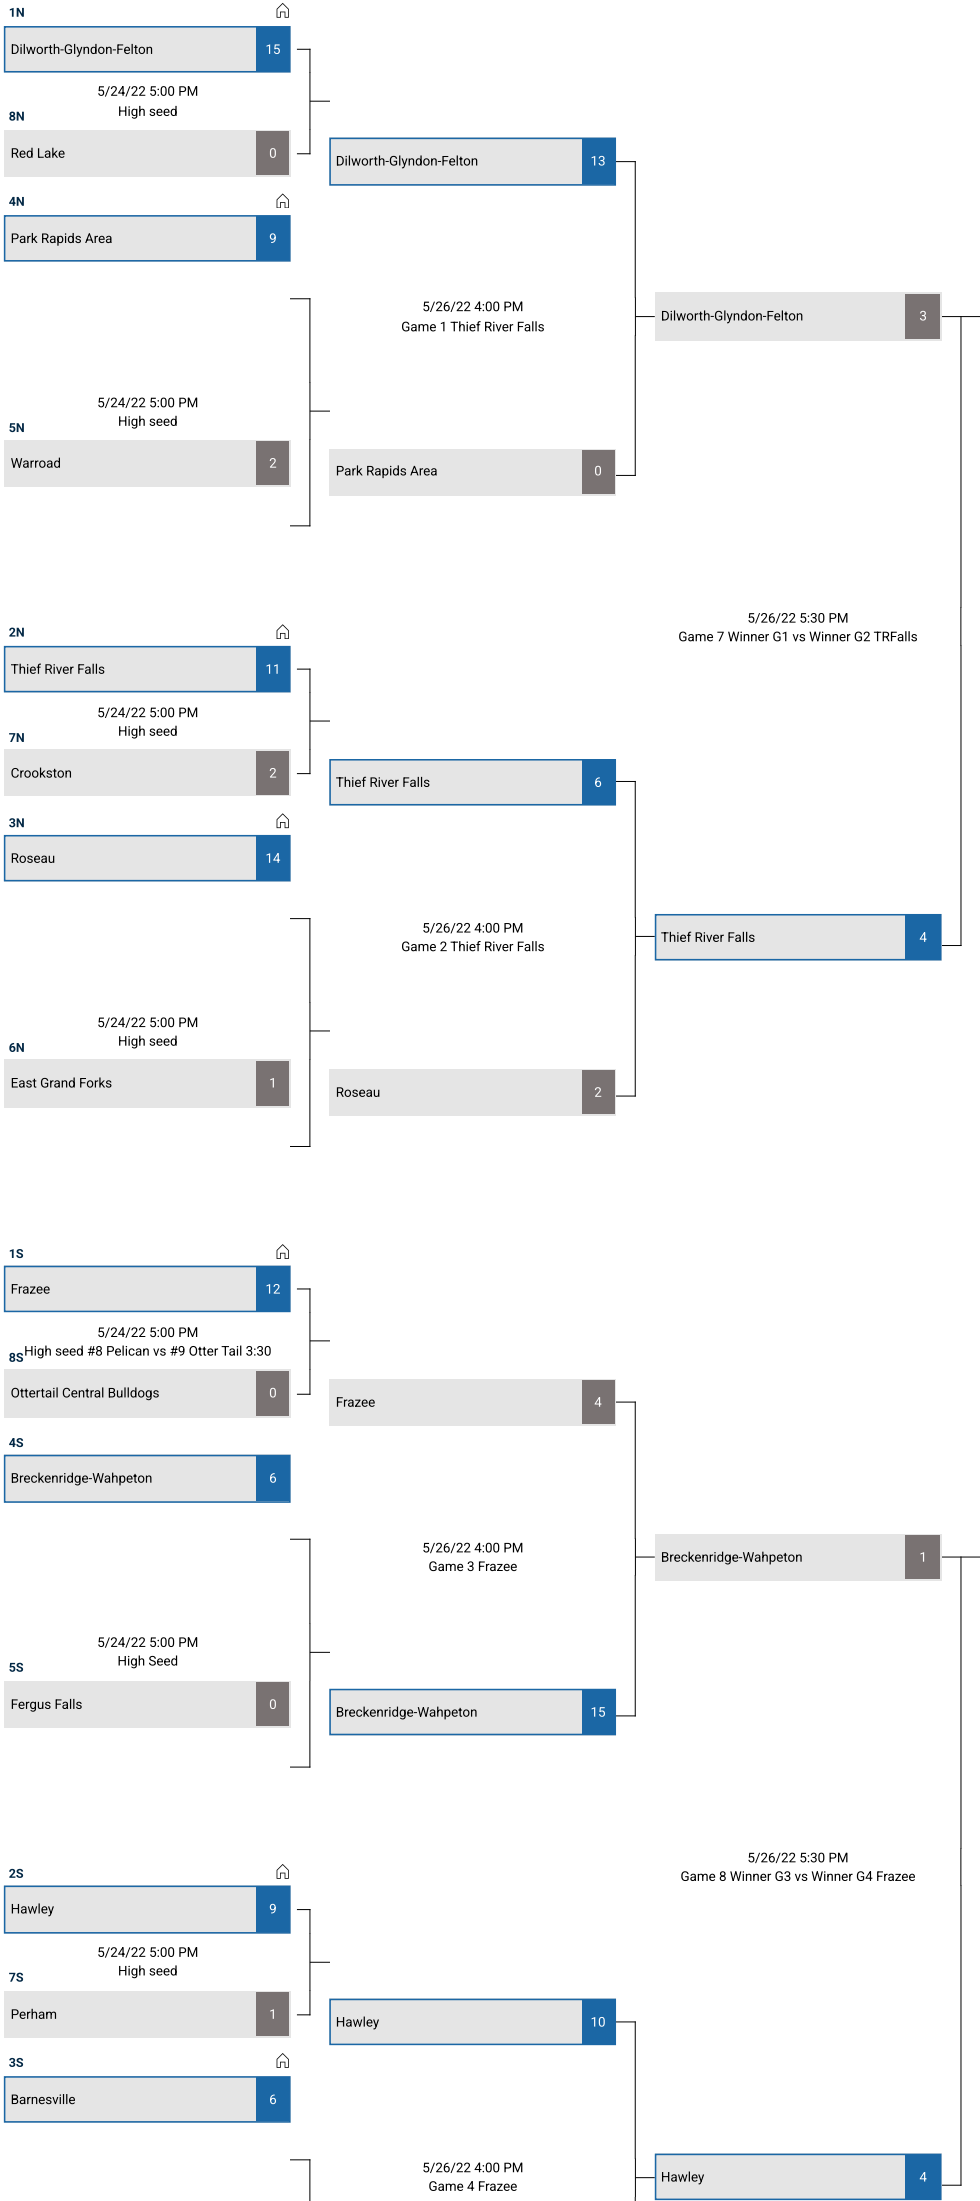 1N
Dilworth-Glyndon-Felton 15
5/24/22 5:00 PM
High seed
8N
Red Lake 0
Dilworth-Glyndon-Felton 13
4N
Park Rapids Area 9
5/26/22 4:00 PM
Game 1 Thief River Falls
Dilworth-Glyndon-Felton 3
5/24/22 5:00 PM
High seed
5N
Warroad 2
Park Rapids Area 0
5/26/22 5:30 PM
Game 7 Winner G1 vs Winner G2 TRFalls
2N
Thief River Falls 11
5/24/22 5:00 PM
High seed
7N
Crookston 2
Thief River Falls 6
3N
Roseau 14
5/26/22 4:00 PM
Game 2 Thief River Falls
Thief River Falls 4
5/24/22 5:00 PM
High seed
6N
East Grand Forks 1
Roseau 2
1S
Frazee 12
5/24/22 5:00 PM
High seed #8 Pelican vs #9 Otter Tail 3:30
8S
Ottertail Central Bulldogs 0
Frazee 4
4S
Breckenridge-Wahpeton 6
5/26/22 4:00 PM
Game 3 Frazee
Breckenridge-Wahpeton 1
5/24/22 5:00 PM
High Seed
5S
Fergus Falls 0
Breckenridge-Wahpeton 15
5/26/22 5:30 PM
Game 8 Winner G3 vs Winner G4 Frazee
2S
Hawley 9
5/24/22 5:00 PM
High seed
7S
Perham 1
Hawley 10
3S
Barnesville 6
5/26/22 4:00 PM
Game 4 Frazee
Hawley 4